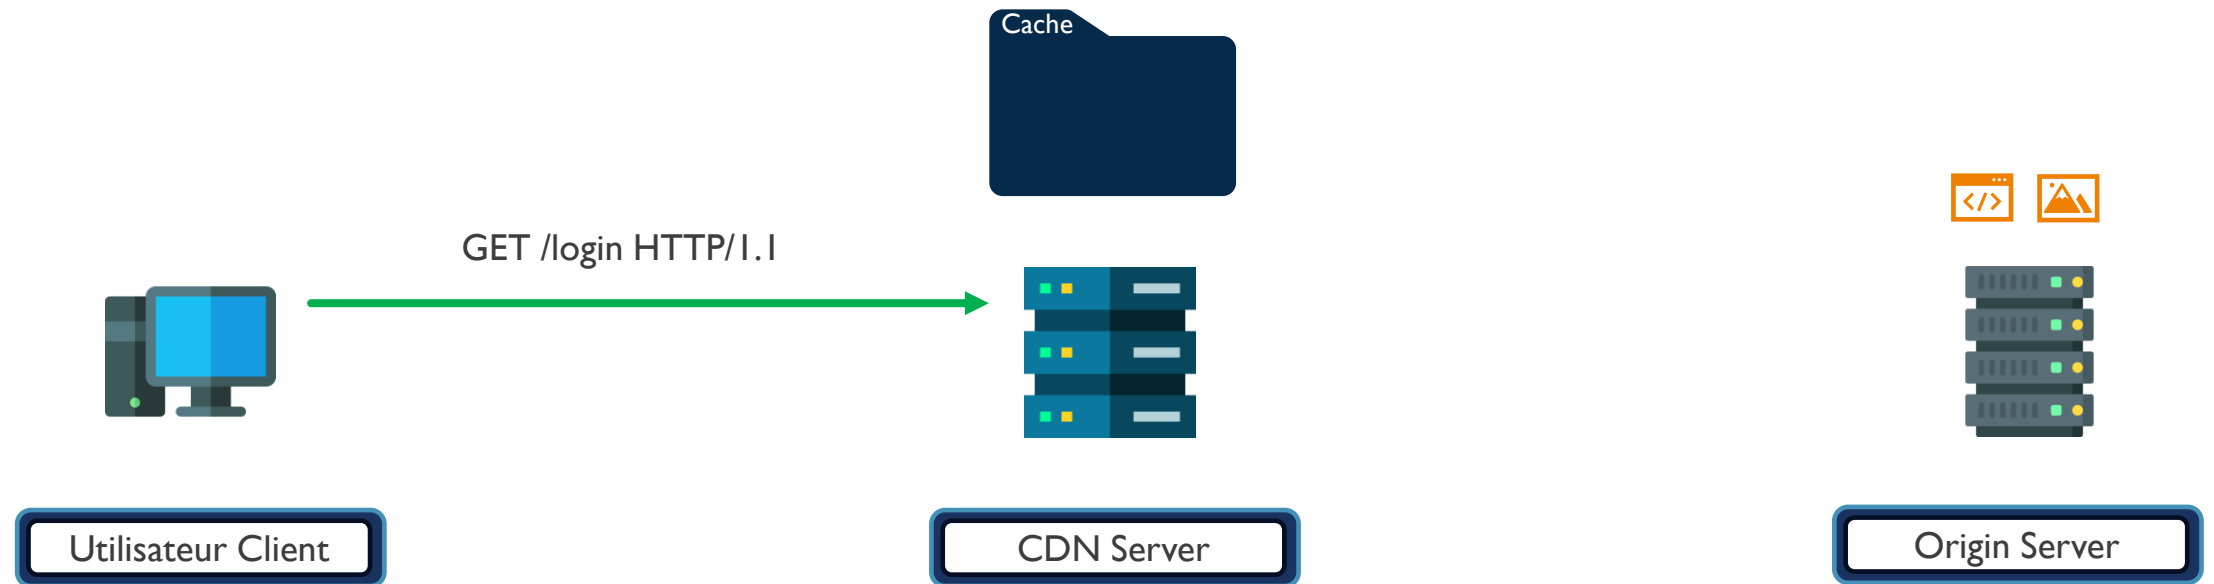 Cache
GET /login HTTP/1.1
Utilisateur Client
CDN Server
Origin Server